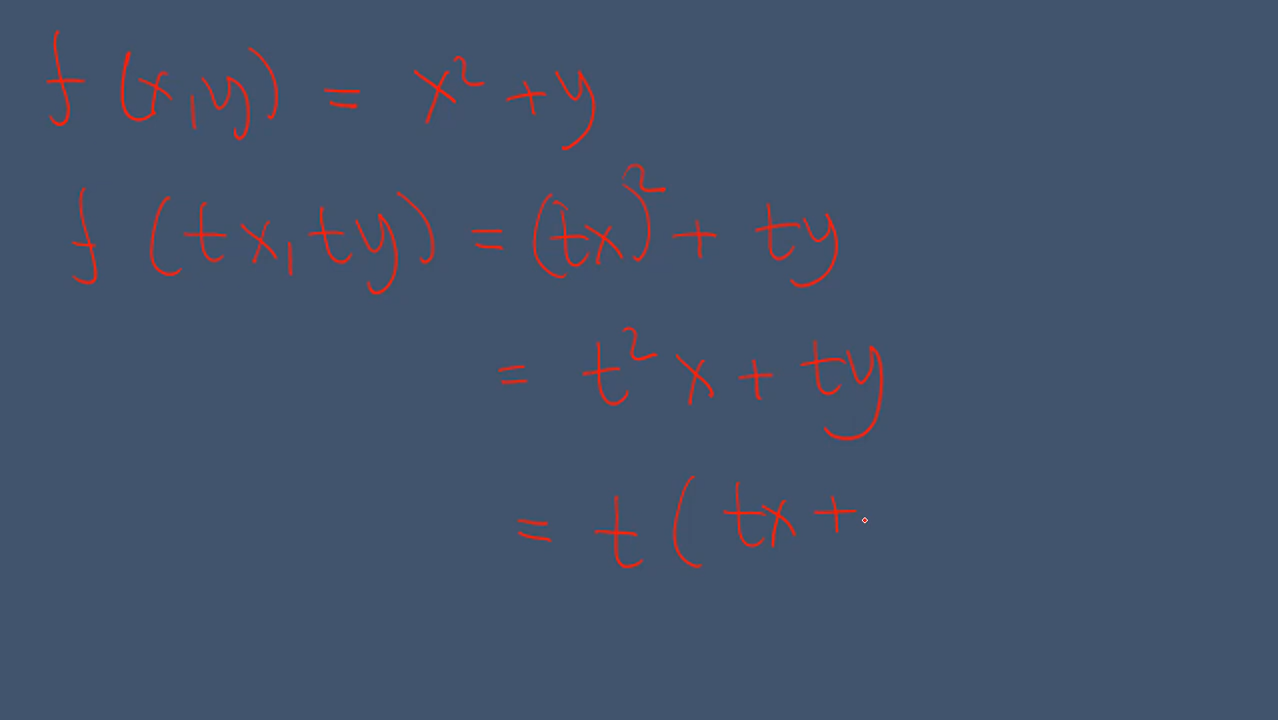 f(x,y) = x² + y
f(tx,ty) = (tx)² + ty
= t²x + ty
= t(tx +